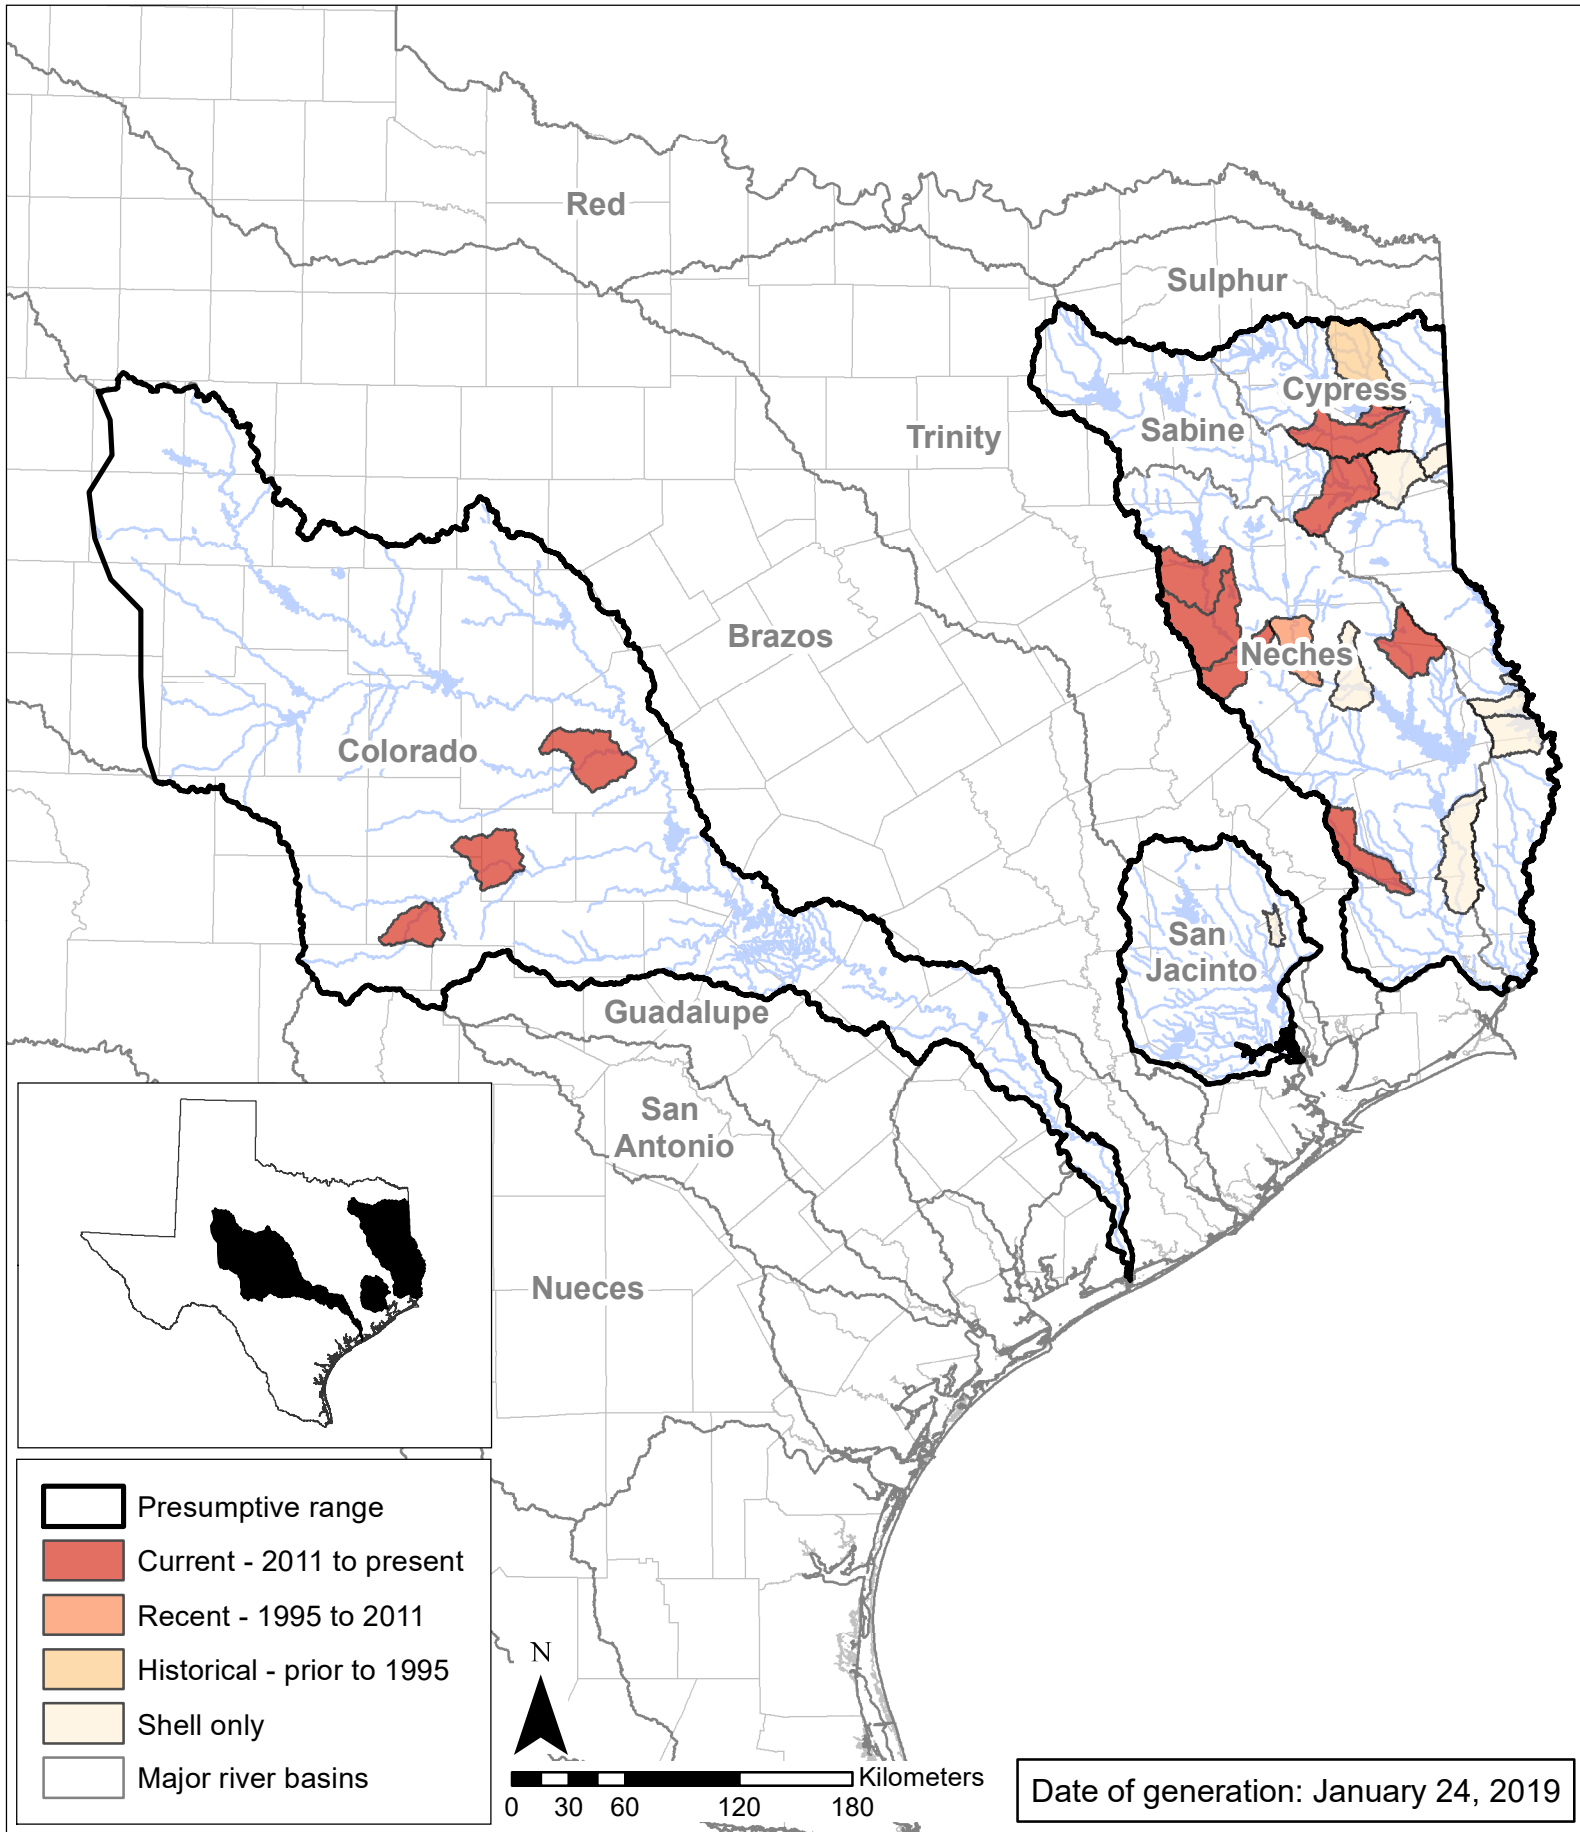 Red
Sulphur
Cypress
Trinity
Sabine
Brazos
Neches
Colorado
San
Jacinto
Guadalupe
San
Antonio
Nueces
Presumptive range
Current - 2011 to present
Recent - 1995 to 2011
Historical - prior to 1995
Shell only
Major river basins
N
Kilometers
0 30 60 120 180
Date of generation: January 24, 2019